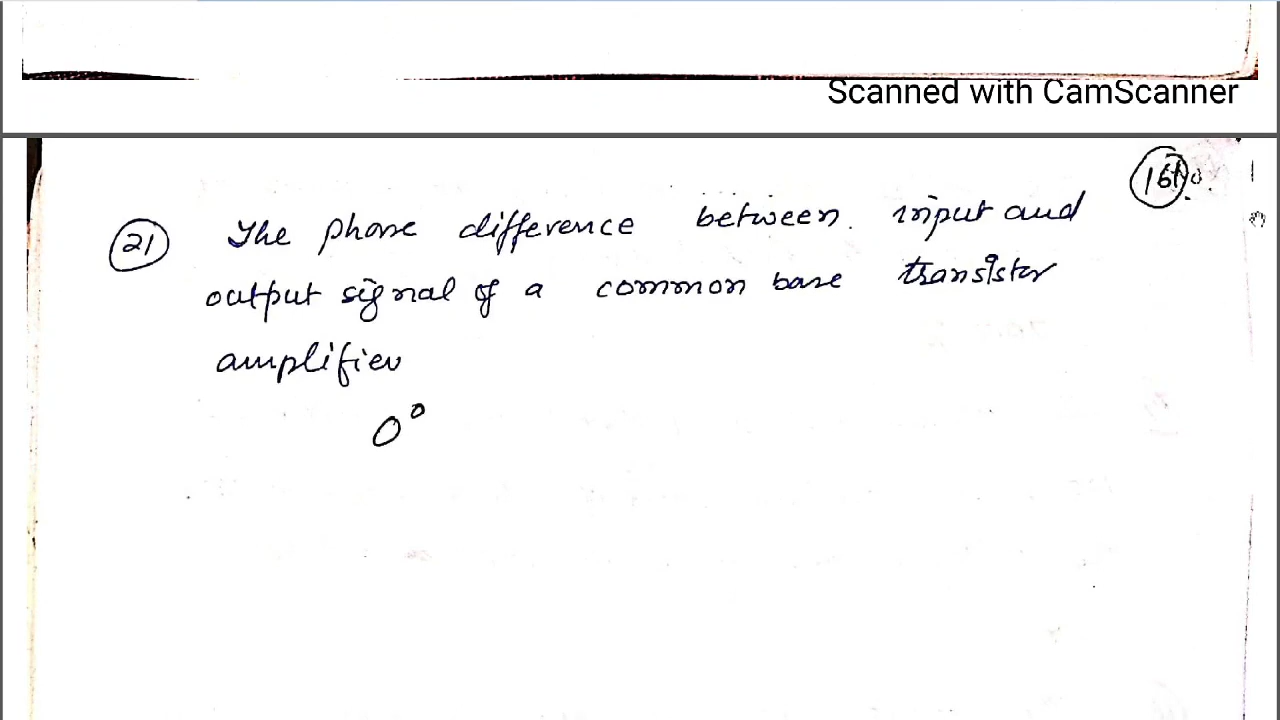 Scanned with CamScanner
21 The phase difference between input and
output signal of a common base transistor
amplifier
0°